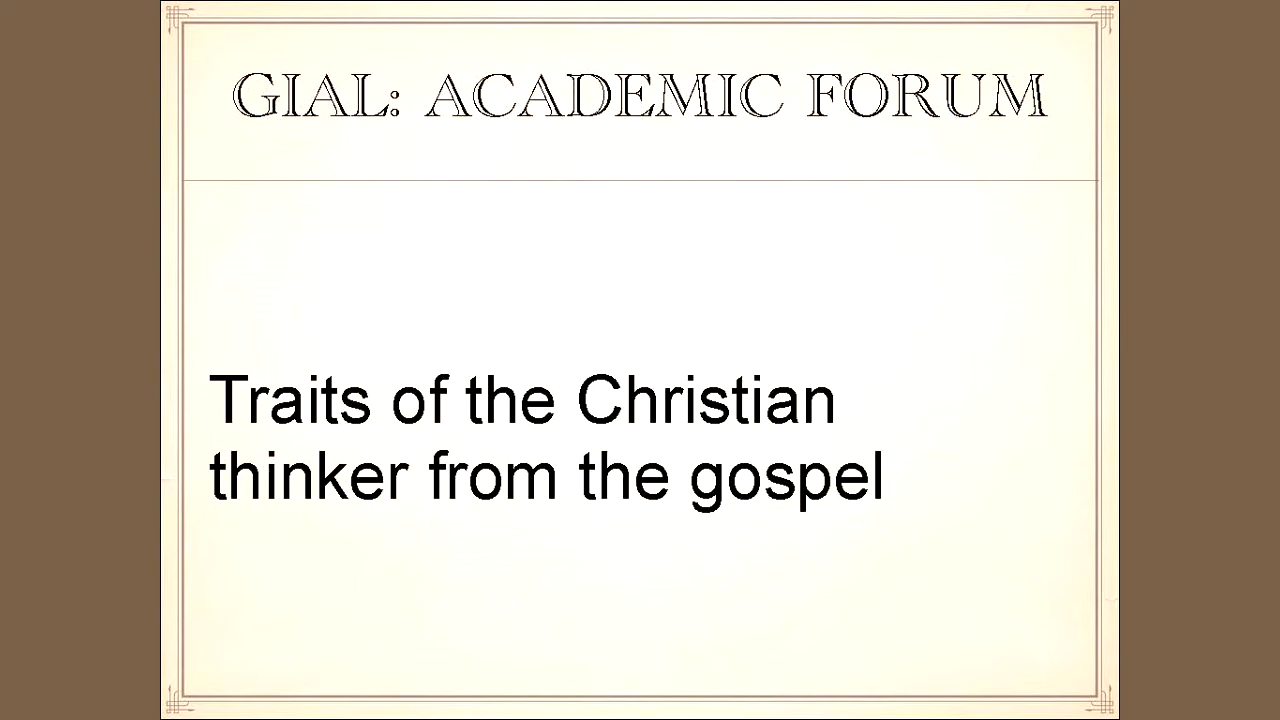 GIAL: ACADEMIC FORUM
Traits of the Christian
thinker from the gospel